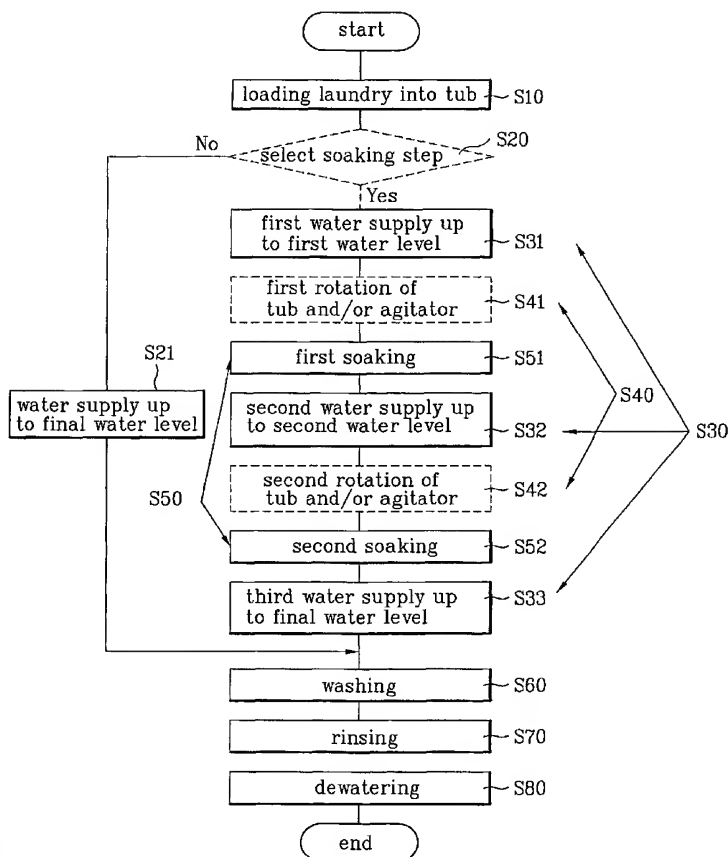 start
loading laundry into tub
S10
S20
No
select soaking step
Yes
first water supply up
to first water level
S31
first rotation of
tub and/or agitator
S41
S21
first soaking
S51
water supply up
to final water level
second water supply up
to second water level
S32
S40
S30
second rotation of
tub and/or agitator
S42
S50
second soaking
S52
third water supply up
to final water level
S33
washing
S60
rinsing
S70
dewatering
S80
end